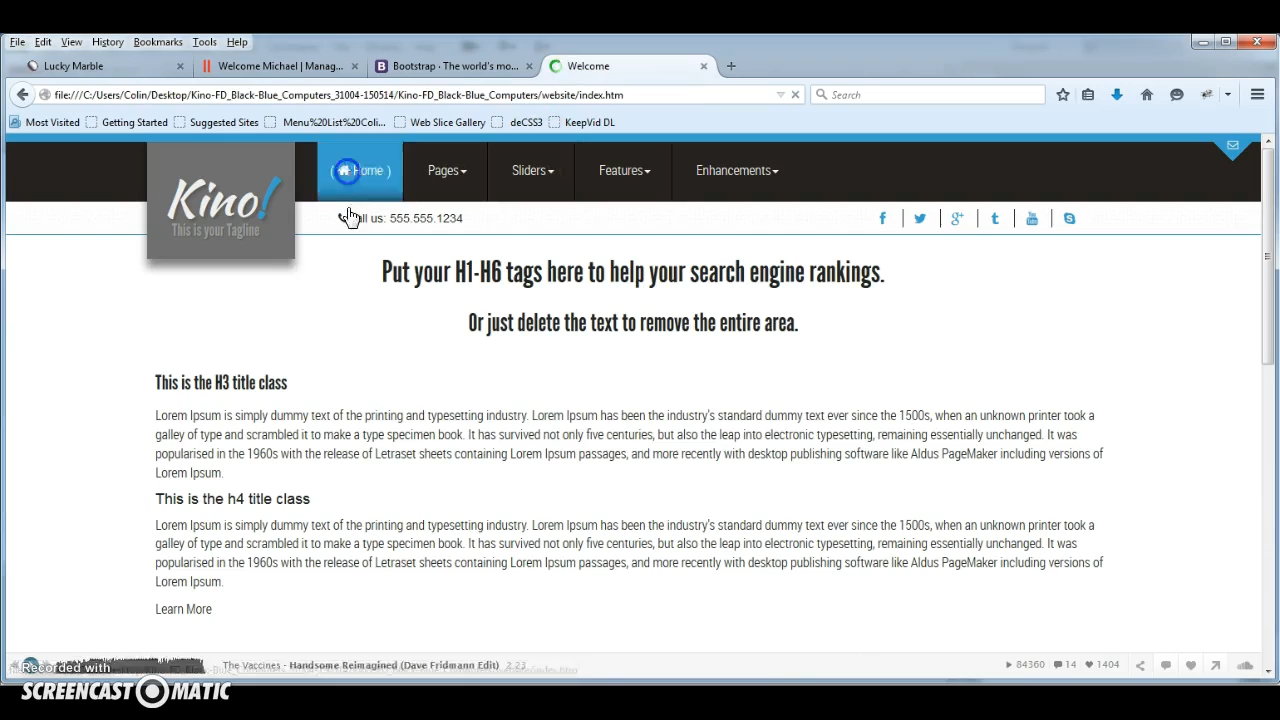 File Edit View History Bookmarks Tools Help
Lucky Marble
Welcome Michael | Manag...
Bootstrap · The world's mo...
Welcome
file:///C:/Users/Colin/Desktop/Kino-FD_Black-Blue_Computers_31004-150514/Kino-FD_Black-Blue_Computers/website/index.htm
Search
Most Visited Getting Started Suggested Sites Menu%20List%20Coli... Web Slice Gallery deCSS3 KeepVid DL
Kino!
This is your Tagline
( Home ) Pages Sliders Features Enhancements
ll us: 555.555.1234
Put your H1-H6 tags here to help your search engine rankings.
Or just delete the text to remove the entire area.
This is the H3 title class
Lorem Ipsum is simply dummy text of the printing and typesetting industry. Lorem Ipsum has been the industry's standard dummy text ever since the 1500s, when an unknown printer took a
galley of type and scrambled it to make a type specimen book. It has survived not only five centuries, but also the leap into electronic typesetting, remaining essentially unchanged. It was
popularised in the 1960s with the release of Letraset sheets containing Lorem Ipsum passages, and more recently with desktop publishing software like Aldus PageMaker including versions of
Lorem Ipsum.
This is the h4 title class
Lorem Ipsum is simply dummy text of the printing and typesetting industry. Lorem Ipsum has been the industry's standard dummy text ever since the 1500s, when an unknown printer took a
galley of type and scrambled it to make a type specimen book. It has survived not only five centuries, but also the leap into electronic typesetting, remaining essentially unchanged. It was
popularised in the 1960s with the release of Letraset sheets containing Lorem Ipsum passages, and more recently with desktop publishing software like Aldus PageMaker including versions of
Lorem Ipsum.
Learn More
The Vaccines - Handsome Reimagined (Dave Fridmann Edit) 2.23
84360 14 1404
Recorded with
SCREENCAST-O-MATIC